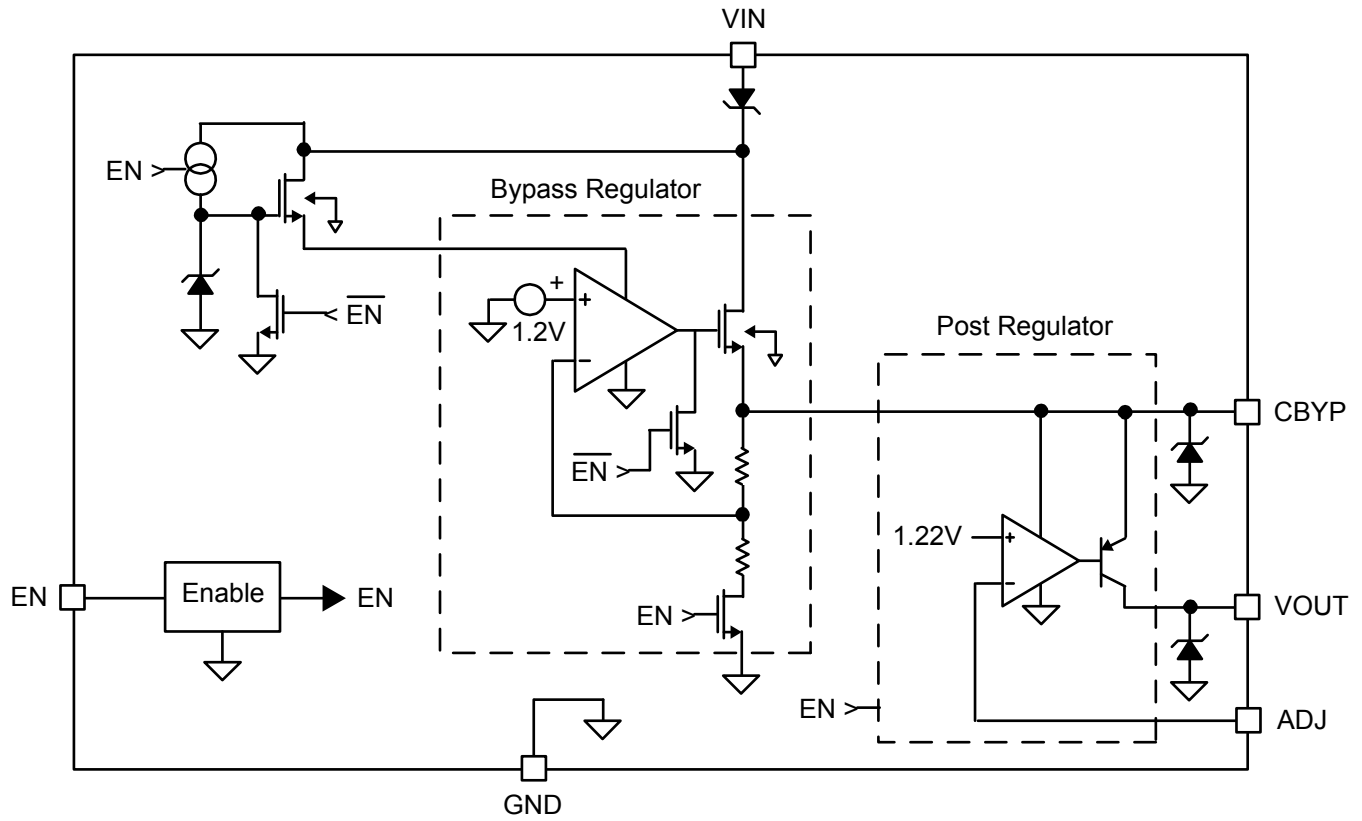 VIN
EN >
Bypass Regulator
+
+
1.2V
−
< E̅N̅
Post Regulator
CBYP
E̅N̅ >
1.22V
+
−
EN
Enable
EN
EN >
VOUT
EN >
ADJ
GND